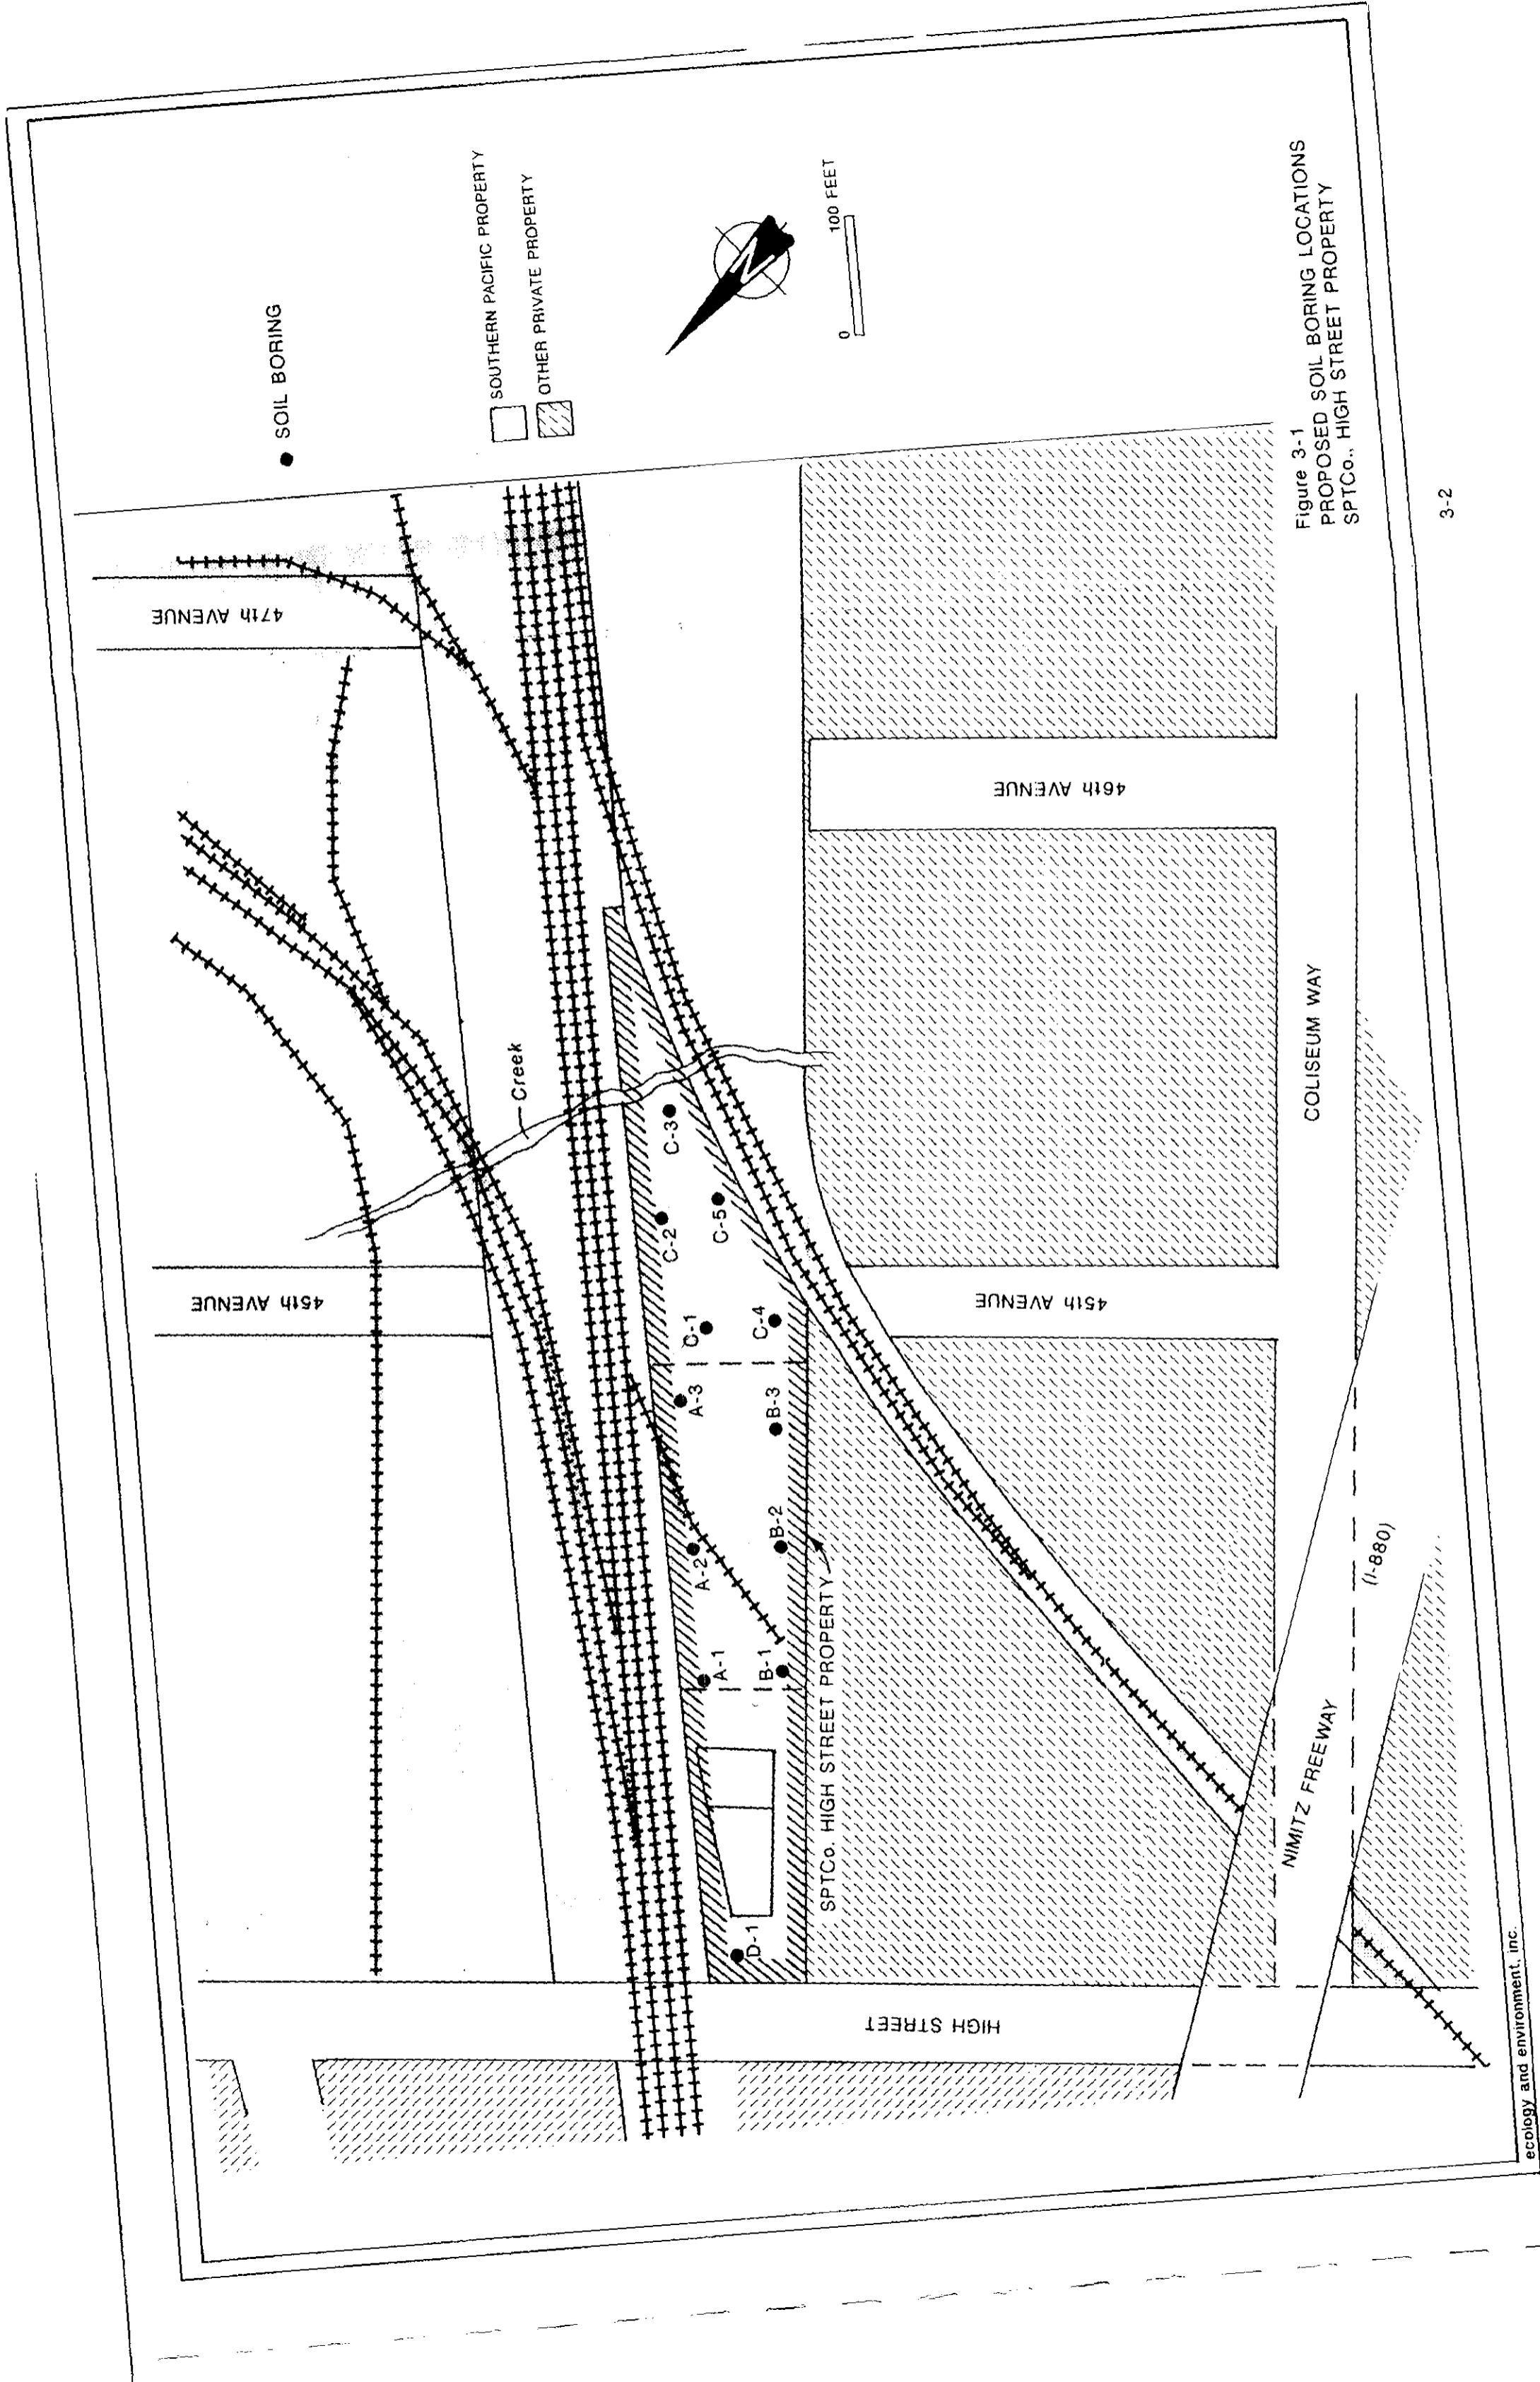 47th AVENUE
● SOIL BORING
SOUTHERN PACIFIC PROPERTY
OTHER PRIVATE PROPERTY
N
0
100 FEET
Creek
45th AVENUE
C-3
C-2
C-5
C-1
C-4
A-3
B-3
A-2
B-2
A-1
B-1
D-1
SPTCo. HIGH STREET PROPERTY
46th AVENUE
45th AVENUE
HIGH STREET
COLISEUM WAY
NIMITZ FREEWAY
(I-880)
Figure 3-1
PROPOSED SOIL BORING LOCATIONS
SPTCo., HIGH STREET PROPERTY
3-2
ecology and environment, inc.